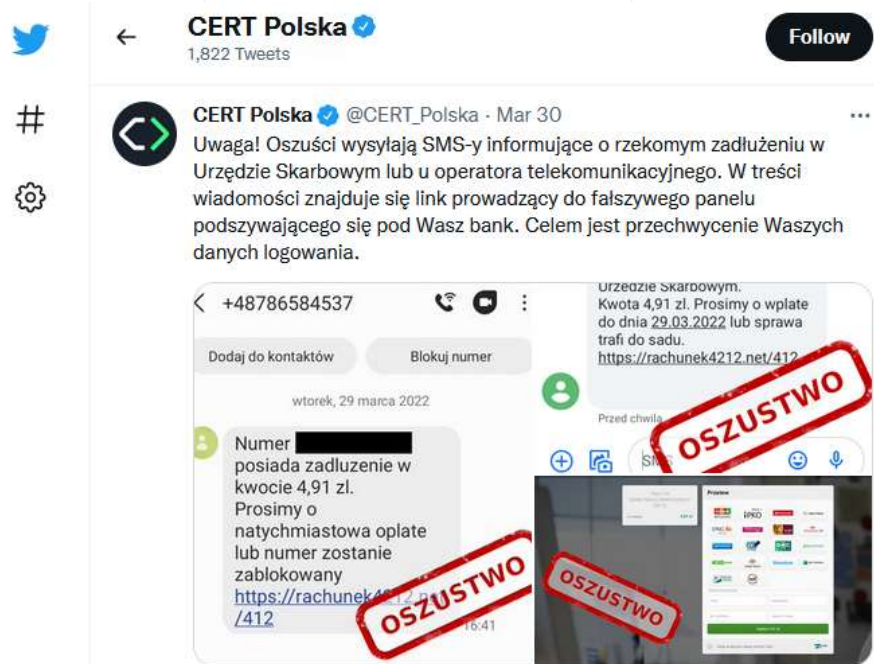 CERT Polska
1,822 Tweets
Follow
CERT Polska @CERT_Polska · Mar 30
Uwaga! Oszuści wysyłają SMS-y informujące o rzekomym zadłużeniu w
Urzędzie Skarbowym lub u operatora telekomunikacyjnego. W treści
wiadomości znajduje się link prowadzący do fałszywego panelu
podszywającego się pod Wasz bank. Celem jest przechwycenie Waszych
danych logowania.
+48786584537
Dodaj do kontaktów
Blokuj numer
wtorek, 29 marca 2022
Numer
posiada zadluzenie w
kwocie 4,91 zl.
Prosimy o
natychmiastowa oplate
lub numer zostanie
zablokowany
https://rachunek4212.net
/412
16:41
OSZUSTWO
Urzedzie Skarbowym.
Kwota 4,91 zl. Prosimy o wplate
do dnia 29.03.2022 lub sprawa
trafi do sadu.
https://rachunek4212.net/412
Przed chwilą
SMS
OSZUSTWO
Przelew
iPKO
OSZUSTWO